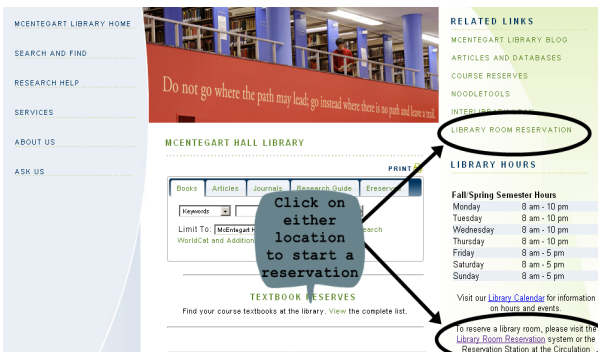 MCENTEGART LIBRARY HOME
SEARCH AND FIND
RESEARCH HELP
SERVICES
ABOUT US
ASK US
Do not go where the path may lead; go instead where there is no path and leave a trail.
MCENTEGART HALL LIBRARY
PRINT
Books Articles Journals Research Guide Ereserves
Keywords
Limit To:
WorldCat and
Click on
either
location
to start a
reservation
TEXTBOOK RESERVES
Find your course textbooks at the library. View the complete list.
RELATED LINKS
MCENTEGART LIBRARY BLOG
ARTICLES AND DATABASES
COURSE RESERVES
NOODLETOOLS
INTERLIBRARY LOAN
LIBRARY ROOM RESERVATION
LIBRARY HOURS
Fall/Spring Semester Hours
Monday 8 am - 10 pm
Tuesday 8 am - 10 pm
Wednesday 8 am - 10 pm
Thursday 8 am - 10 pm
Friday 8 am - 5 pm
Saturday 8 am - 5 pm
Sunday 8 am - 5 pm
Visit our Library Calendar for information
on hours and events.
To reserve a library room, please visit the
Library Room Reservation system or the
Reservation Station at the Circulation